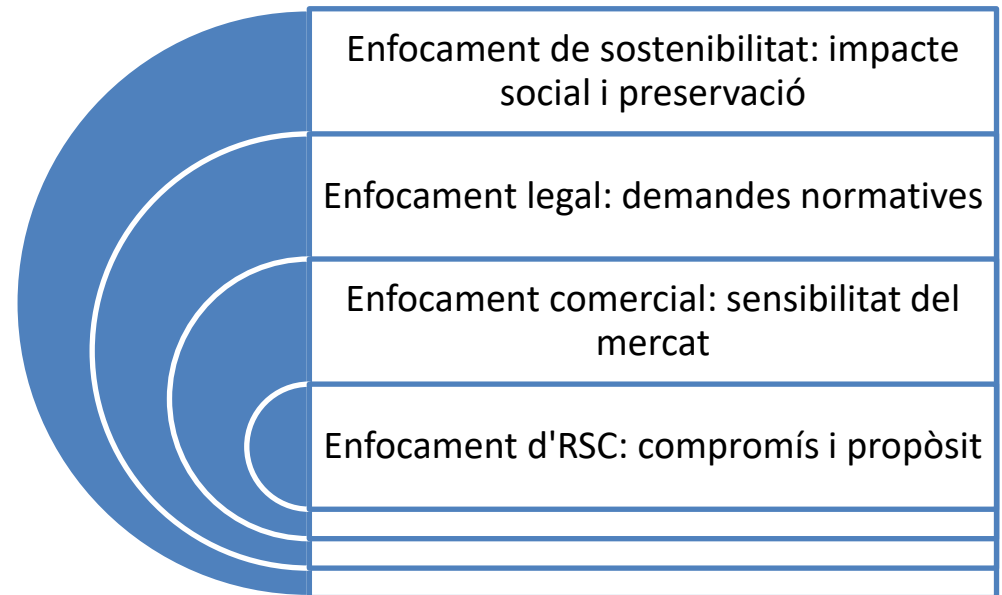 Enfocament de sostenibilitat: impacte
social i preservació
Enfocament legal: demandes normatives
Enfocament comercial: sensibilitat del
mercat
Enfocament d'RSC: compromís i propòsit